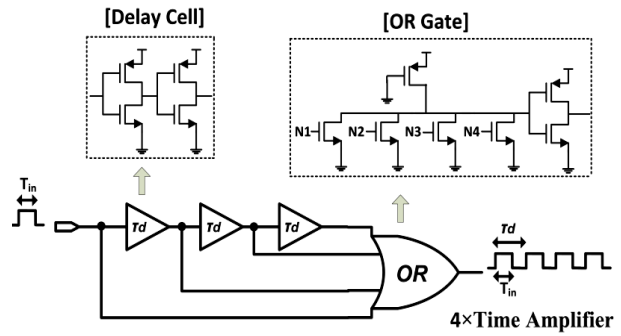 [Delay Cell]
[OR Gate]
N1
N2
N3
N4
Tin
Td
Td
Td
OR
Td
Tin
4×Time Amplifier